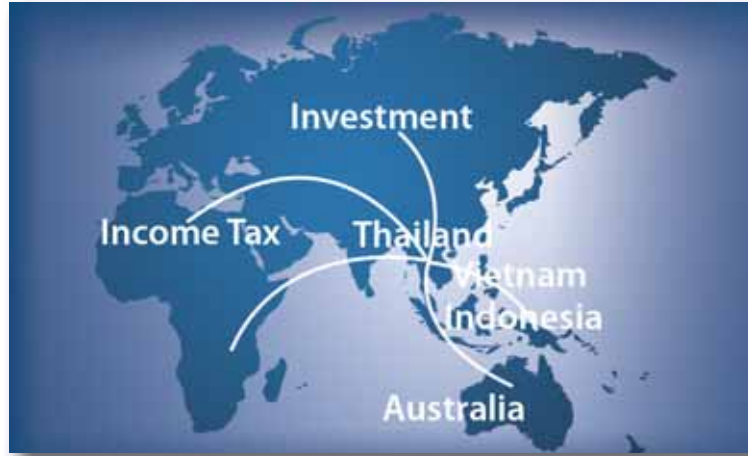 Investment
Income Tax
Thailand
Vietnam
Indonesia
Australia